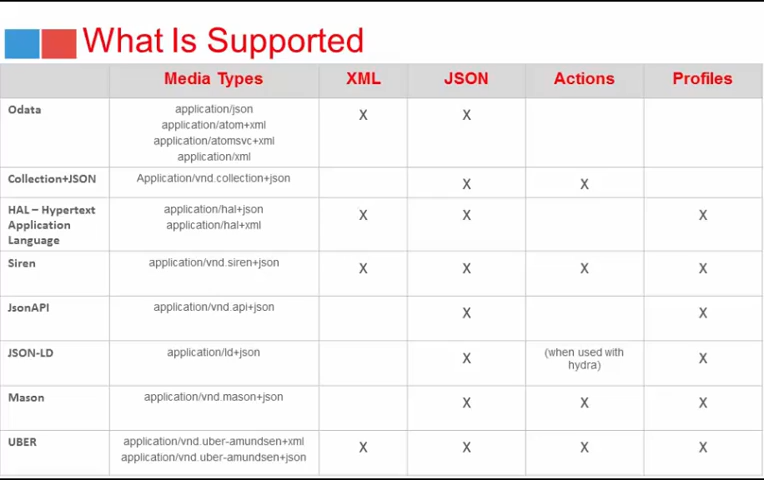 What Is Supported
Media Types XML JSON Actions Profiles
Odata
application/json
application/atom+xml
application/atomsvc+xml
application/xml
X X
Collection+JSON
Application/vnd.collection+json
X X
HAL – Hypertext
Application
Language
application/hal+json
application/hal+xml
X X X
Siren
application/vnd.siren+json
X X X X
JsonAPI
application/vnd.api+json
X X
JSON-LD
application/ld+json
X
(when used with
hydra)
X
Mason
application/vnd.mason+json
X X X
UBER
application/vnd.uber-amundsen+xml
application/vnd.uber-amundsen+json
X X X X